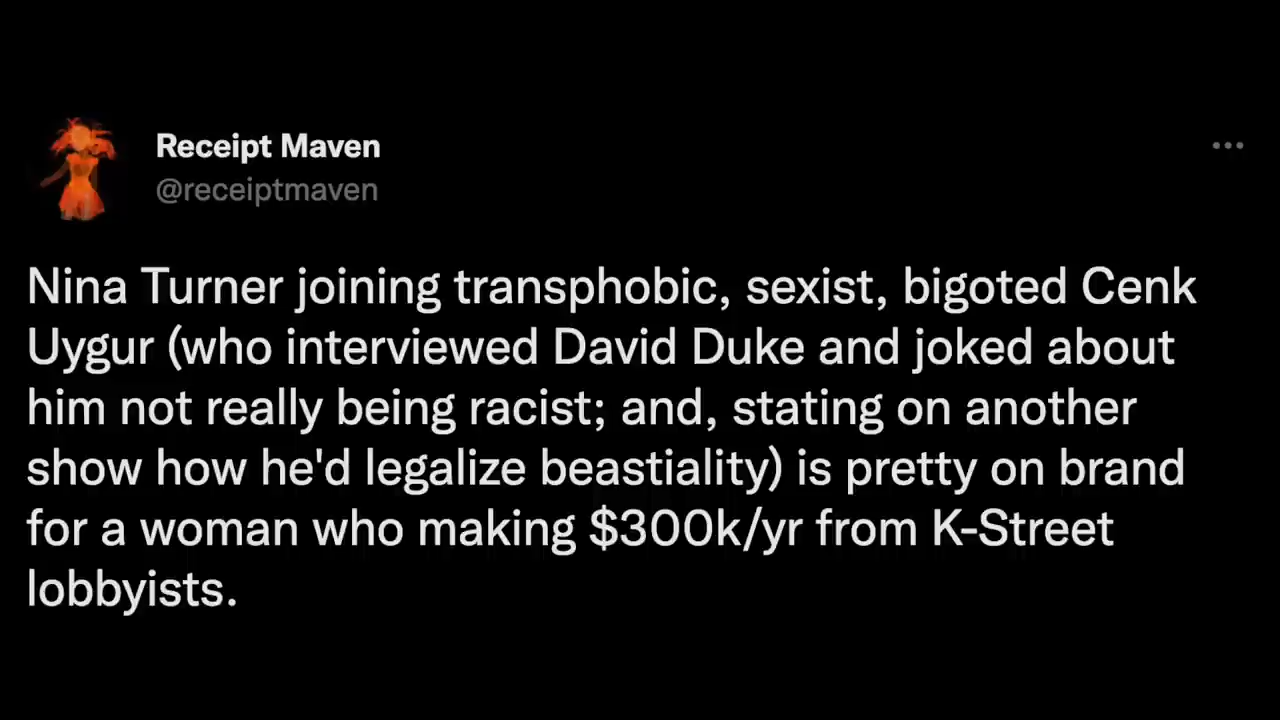 Receipt Maven
@receiptmaven
Nina Turner joining transphobic, sexist, bigoted Cenk
Uygur (who interviewed David Duke and joked about
him not really being racist; and, stating on another
show how he'd legalize beastiality) is pretty on brand
for a woman who making $300k/yr from K-Street
lobbyists.